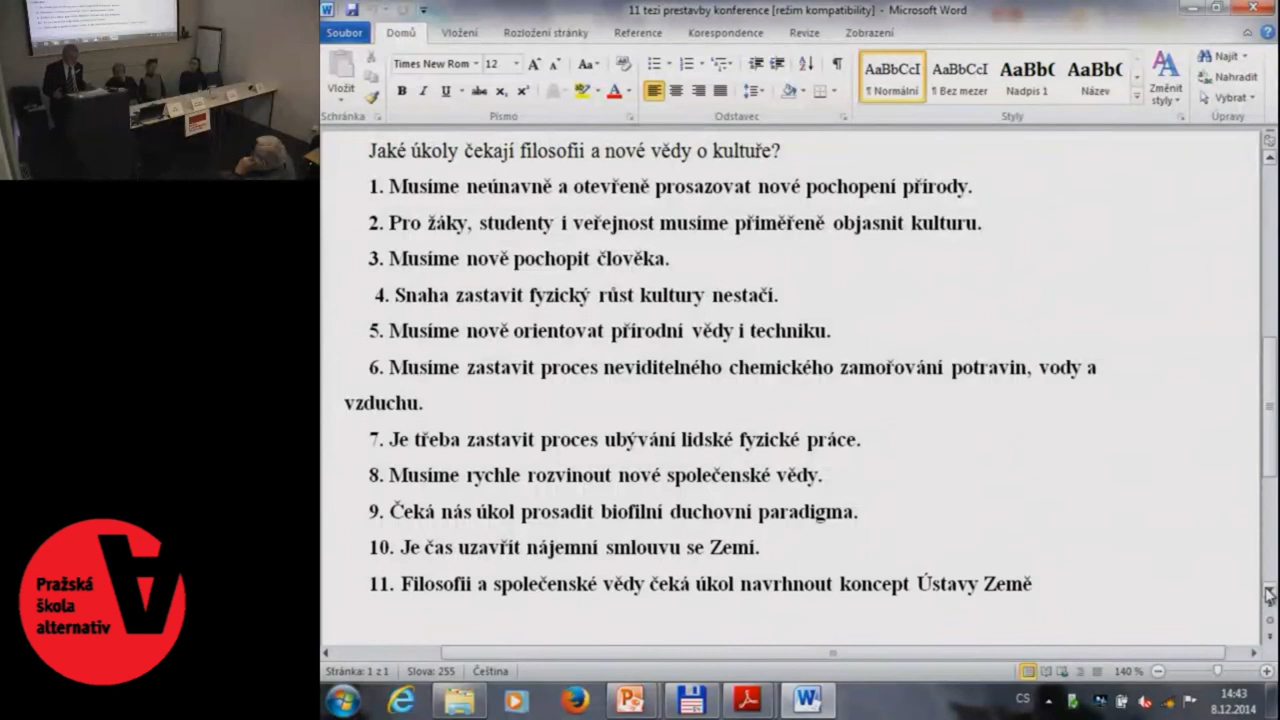 11 tezi prestavby konference [režim kompatibility] - Microsoft Word
Soubor Domů Vložení Rozložení stránky Reference Korespondence Revize Zobrazení
Vložit
Times New Rom 12
Schránka Písmo Odstavec Styly Úpravy
AaBbCcI AaBbCcI AaBbC AaBbC
¶ Normální ¶ Bez mezer Nadpis 1 Název
Změnit styly
Najít
Nahradit
Vybrat
Jaké úkoly čekají filosofii a nové vědy o kultuře?
1. Musíme neúnavně a otevřeně prosazovat nové pochopení přírody.
2. Pro žáky, studenty i veřejnost musíme přiměřeně objasnit kulturu.
3. Musíme nově pochopit člověka.
4. Snaha zastavit fyzický růst kultury nestačí.
5. Musíme nově orientovat přírodní vědy i techniku.
6. Musíme zastavit proces neviditelného chemického zamořování potravin, vody a
vzduchu.
7. Je třeba zastavit proces ubývání lidské fyzické práce.
8. Musíme rychle rozvinout nové společenské vědy.
9. Čeká nás úkol prosadit biofilní duchovní paradigma.
10. Je čas uzavřít nájemní smlouvu se Zemí.
11. Filosofii a společenské vědy čeká úkol navrhnout koncept Ústavy Země
Pražská
škola
alternativ
Stránka: 1 z 1 Slova: 255 Čeština 140 %
CS 14:43
8.12.2014